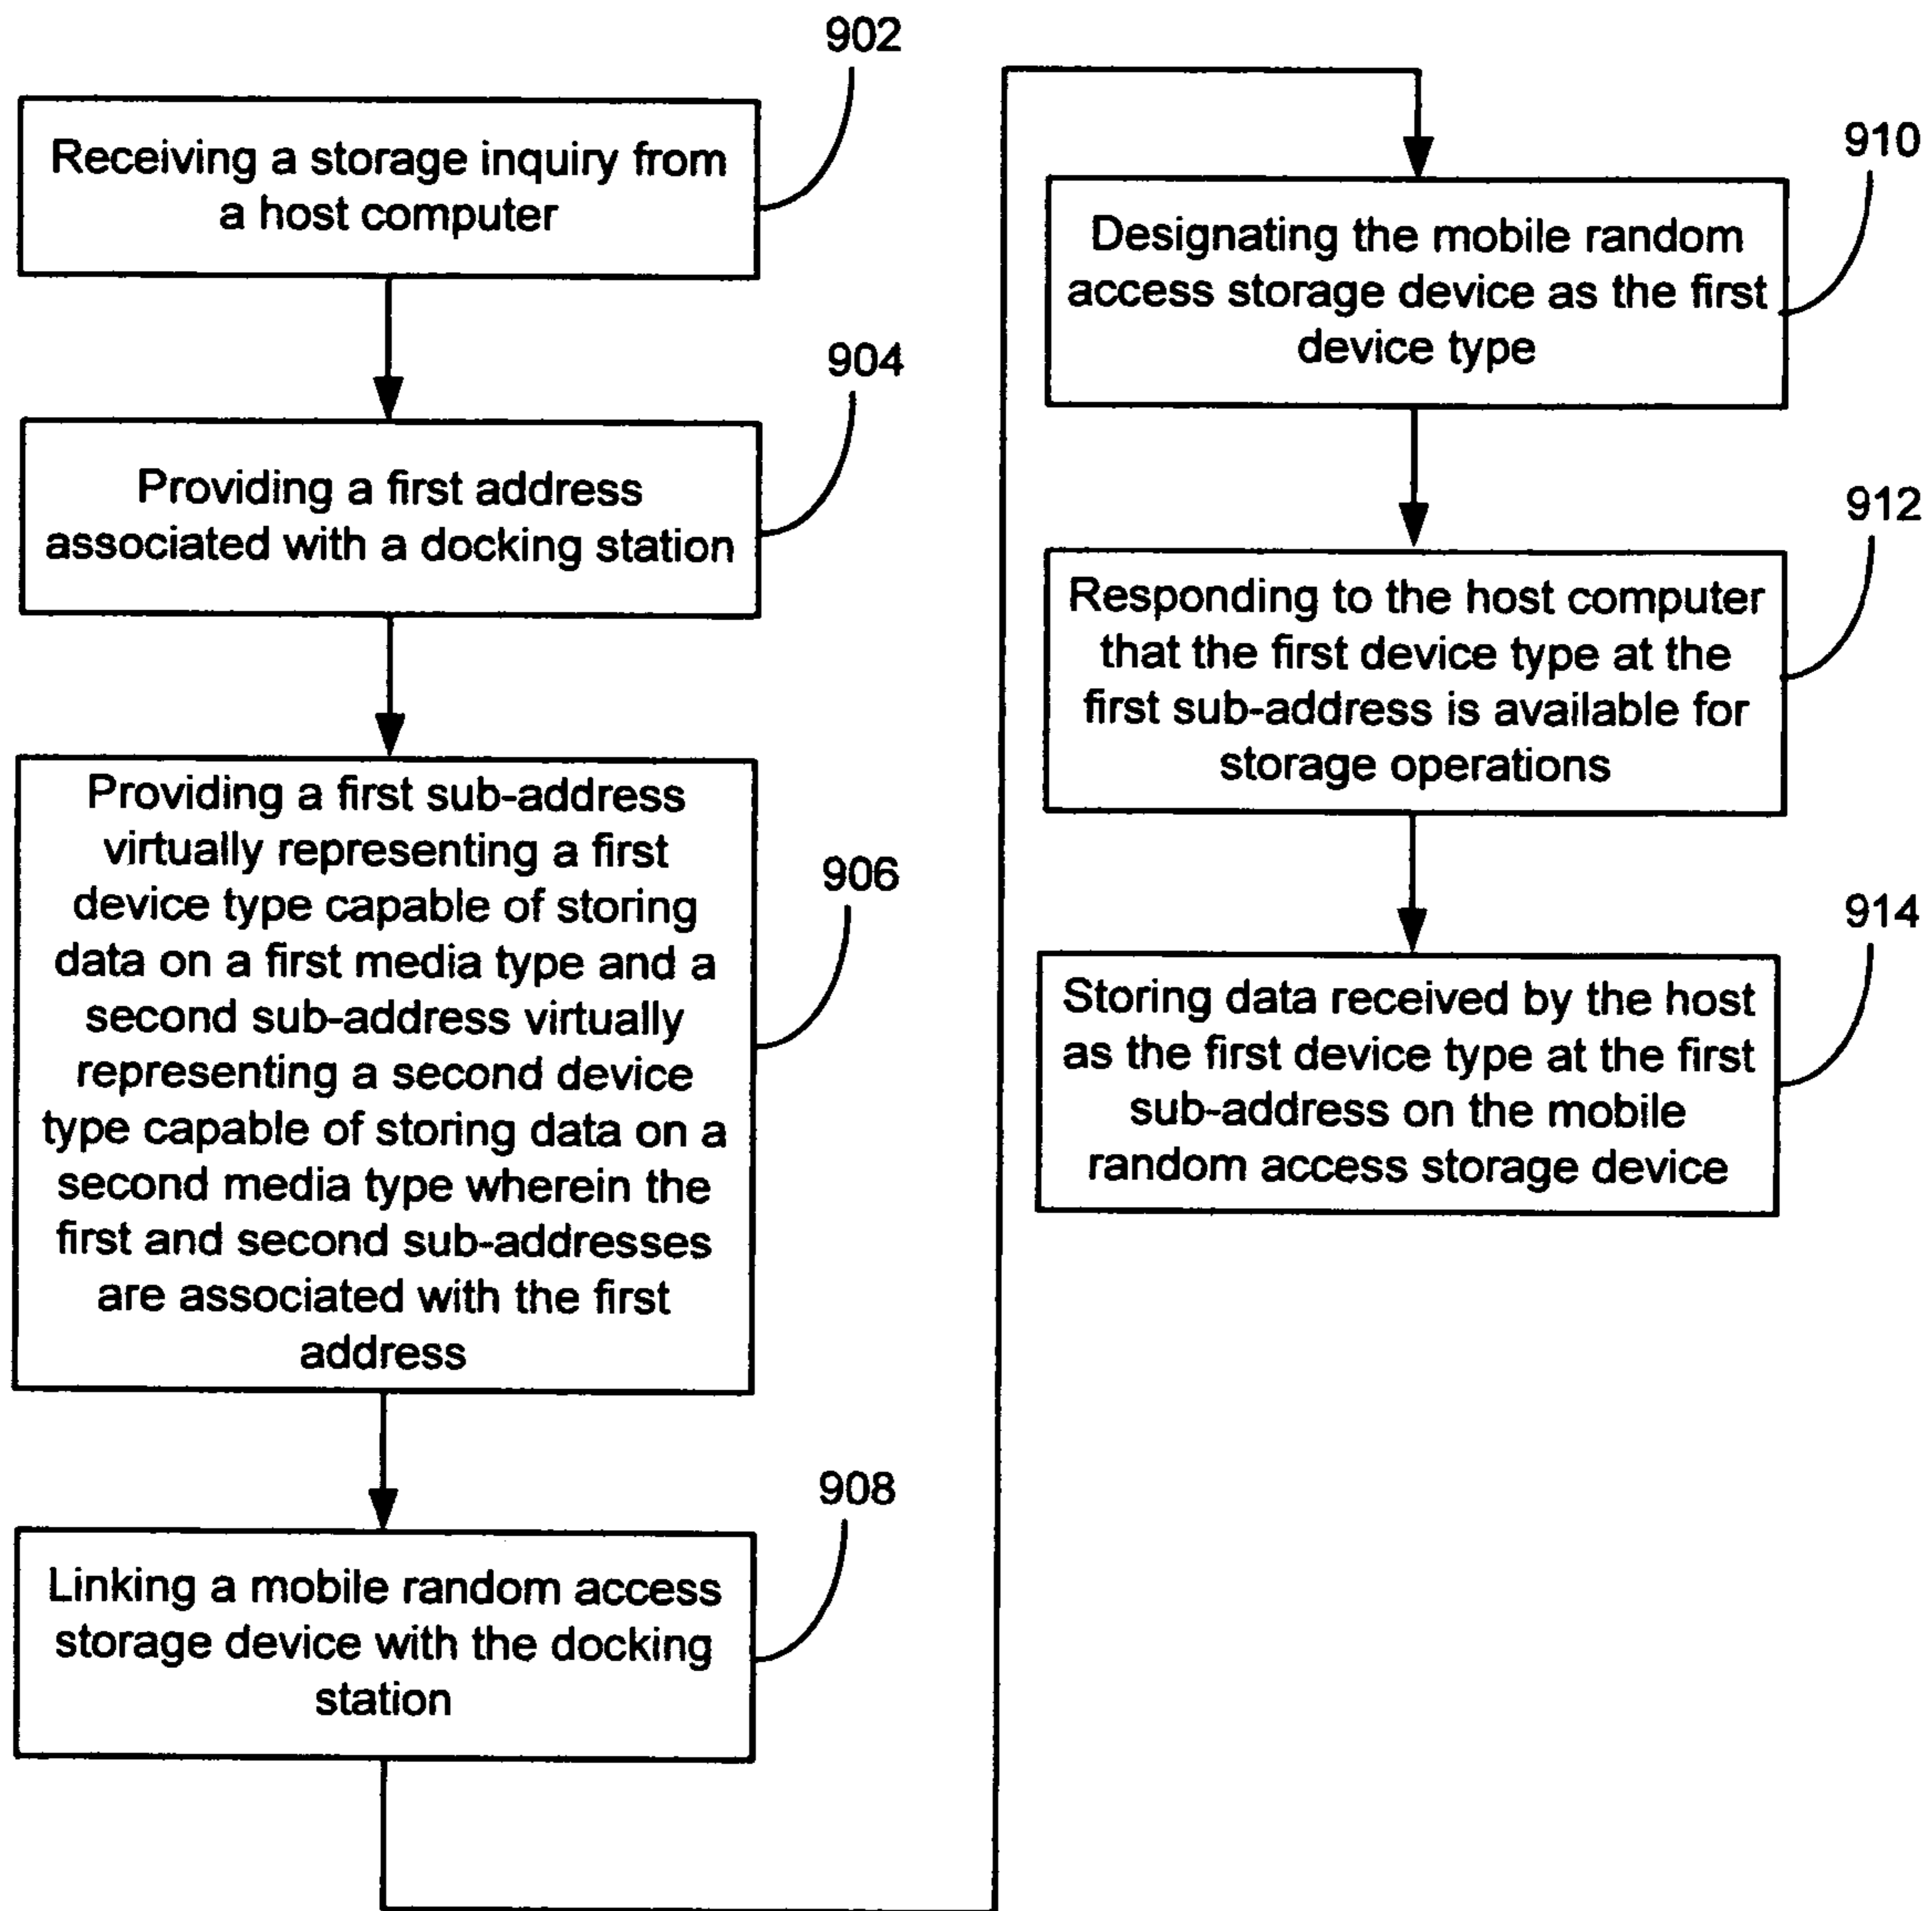 902
Receiving a storage inquiry from
a host computer
904
Providing a first address
associated with a docking station
906
Providing a first sub-address
virtually representing a first
device type capable of storing
data on a first media type and a
second sub-address virtually
representing a second device
type capable of storing data on a
second media type wherein the
first and second sub-addresses
are associated with the first
address
908
Linking a mobile random access
storage device with the docking
station
910
Designating the mobile random
access storage device as the first
device type
912
Responding to the host computer
that the first device type at the
first sub-address is available for
storage operations
914
Storing data received by the host
as the first device type at the first
sub-address on the mobile
random access storage device